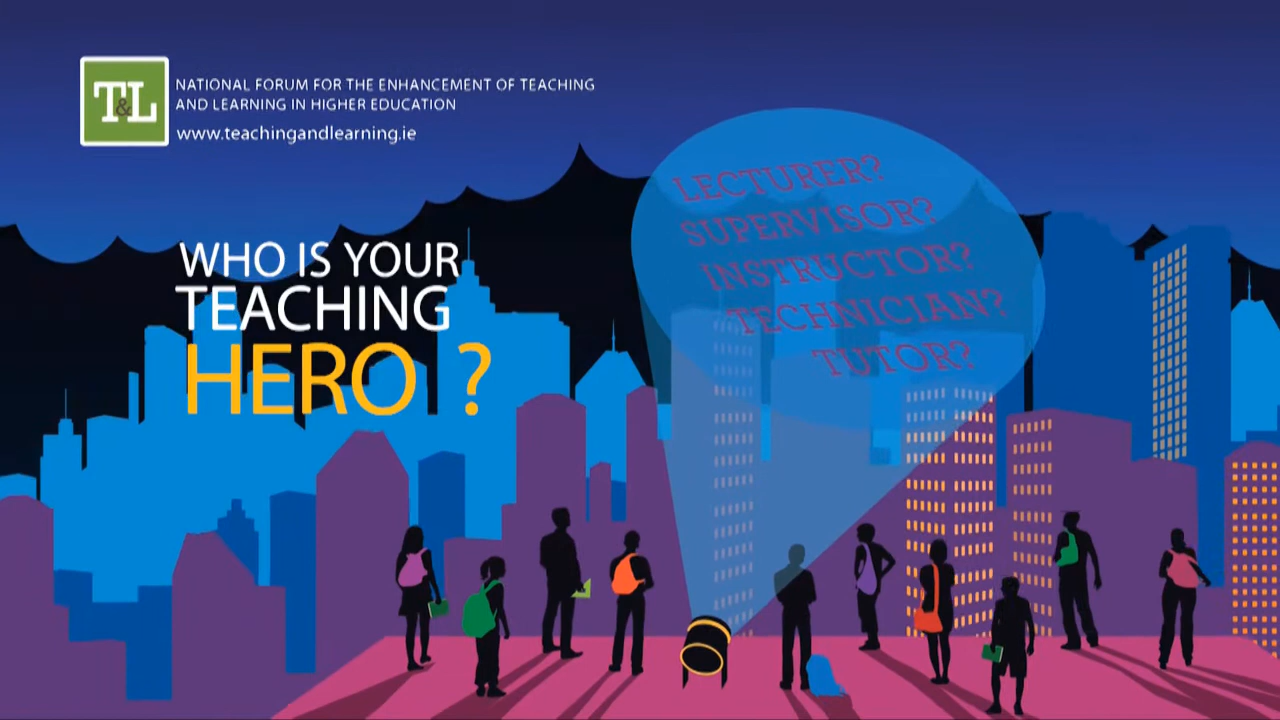 T&L
NATIONAL FORUM FOR THE ENHANCEMENT OF TEACHING
AND LEARNING IN HIGHER EDUCATION
www.teachingandlearning.ie
WHO IS YOUR
TEACHING
HERO ?
LECTURER?
SUPERVISOR?
INSTRUCTOR?
TECHNICIAN?
TUTOR?